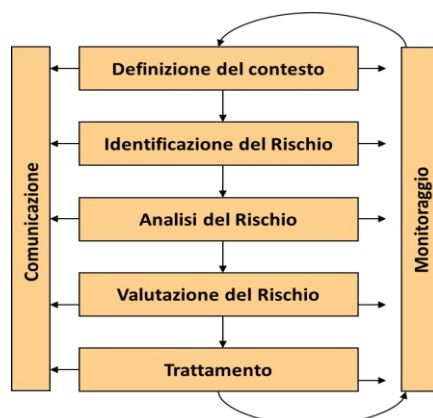 Definizione del contesto
Identificazione del Rischio
Analisi del Rischio
Valutazione del Rischio
Trattamento
Comunicazione
Monitoraggio